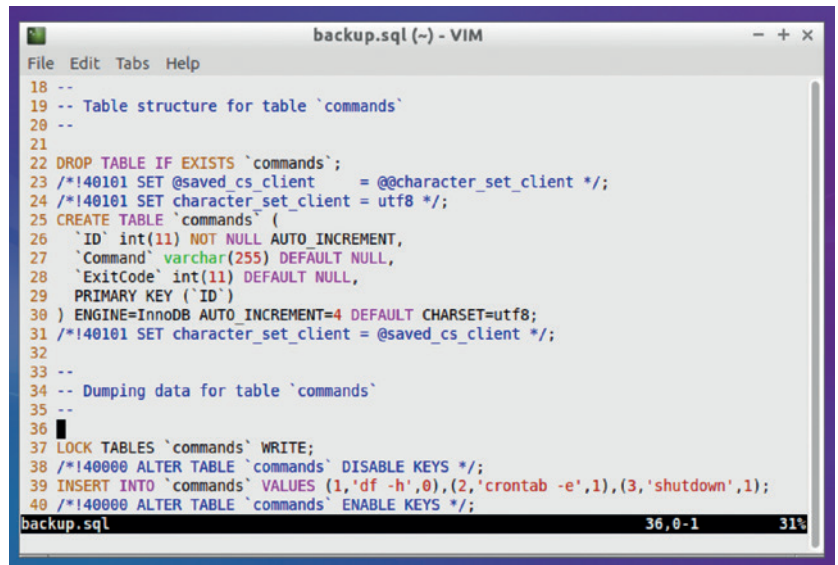 backup.sql (~) - VIM
File Edit Tabs Help
18 --
19 -- Table structure for table `commands`
20 --
21
22 DROP TABLE IF EXISTS `commands`;
23 /*!40101 SET @saved_cs_client     = @@character_set_client */;
24 /*!40101 SET character_set_client = utf8 */;
25 CREATE TABLE `commands` (
26   `ID` int(11) NOT NULL AUTO_INCREMENT,
27   `Command` varchar(255) DEFAULT NULL,
28   `ExitCode` int(11) DEFAULT NULL,
29   PRIMARY KEY (`ID`)
30 ) ENGINE=InnoDB AUTO_INCREMENT=4 DEFAULT CHARSET=utf8;
31 /*!40101 SET character_set_client = @saved_cs_client */;
32
33 --
34 -- Dumping data for table `commands`
35 --
36
37 LOCK TABLES `commands` WRITE;
38 /*!40000 ALTER TABLE `commands` DISABLE KEYS */;
39 INSERT INTO `commands` VALUES (1,'df -h',0),(2,'crontab -e',1),(3,'shutdown',1);
40 /*!40000 ALTER TABLE `commands` ENABLE KEYS */;
backup.sql 36,0-1 31%